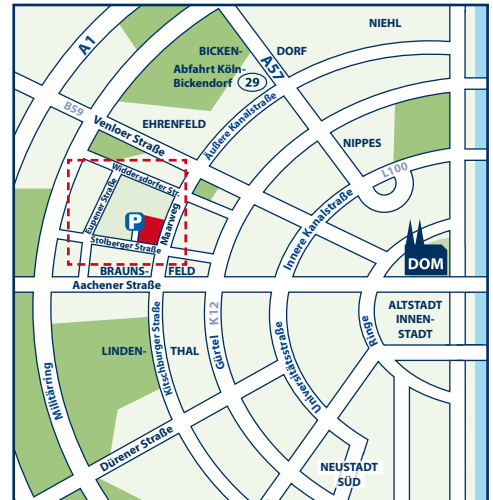 NIEHL
A1
BICKEN-
DORF
A57
Abfahrt Köln-
Bickendorf
29
B59
Venloer Straße
EHRENFELD
Äußere Kanalstraße
NIPPES
L100
Widdersdorfer Str.
Eupener Straße
P
Maarweg
Stolberger Straße
Innere Kanalstraße
DOM
BRAUNS-
FELD
Aachener Straße
ALTSTADT
INNEN-
STADT
K12
Gürtel
Kitschburger Straße
Universitätsstraße
Ringe
LINDEN-
THAL
Militärring
Dürener Straße
NEUSTADT
SÜD